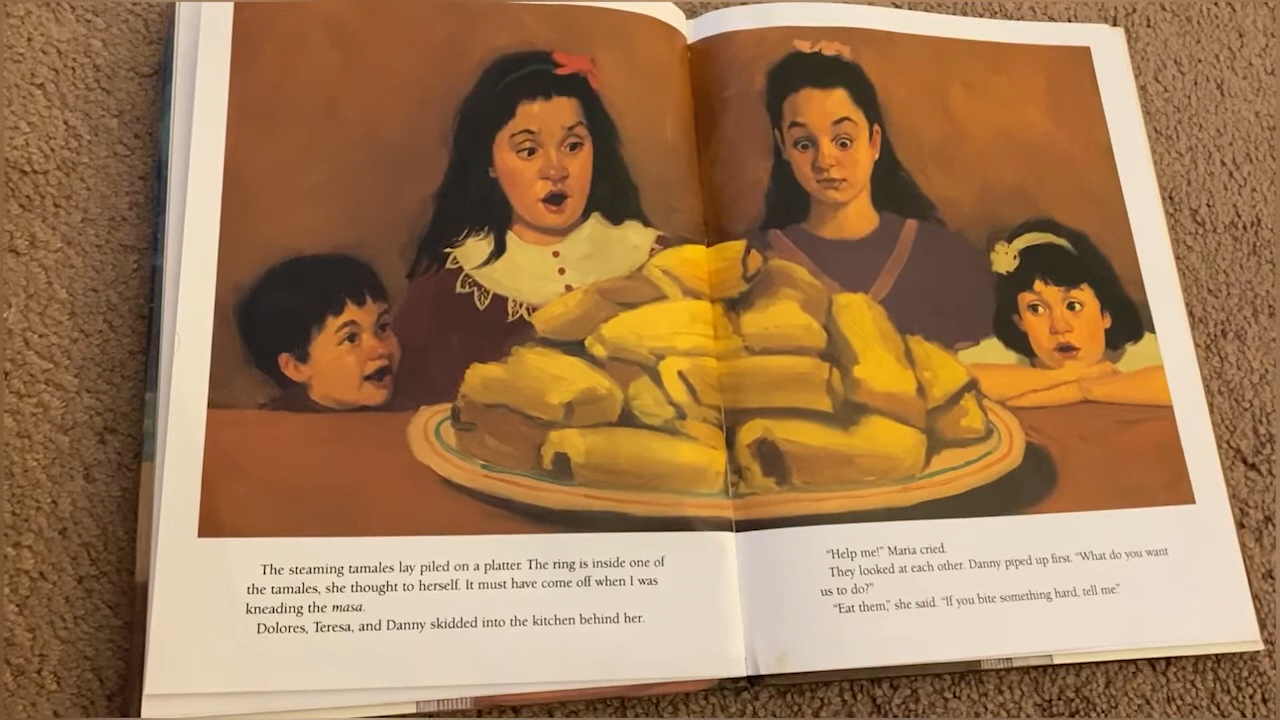 The steaming tamales lay piled on a platter. The ring is inside one of
the tamales, she thought to herself. It must have come off when I was
kneading the masa.
Dolores, Teresa, and Danny skidded into the kitchen behind her.
“Help me!” Maria cried.
They looked at each other. Danny piped up first. “What do you want
us to do?”
“Eat them,” she said. “If you bite something hard, tell me.”